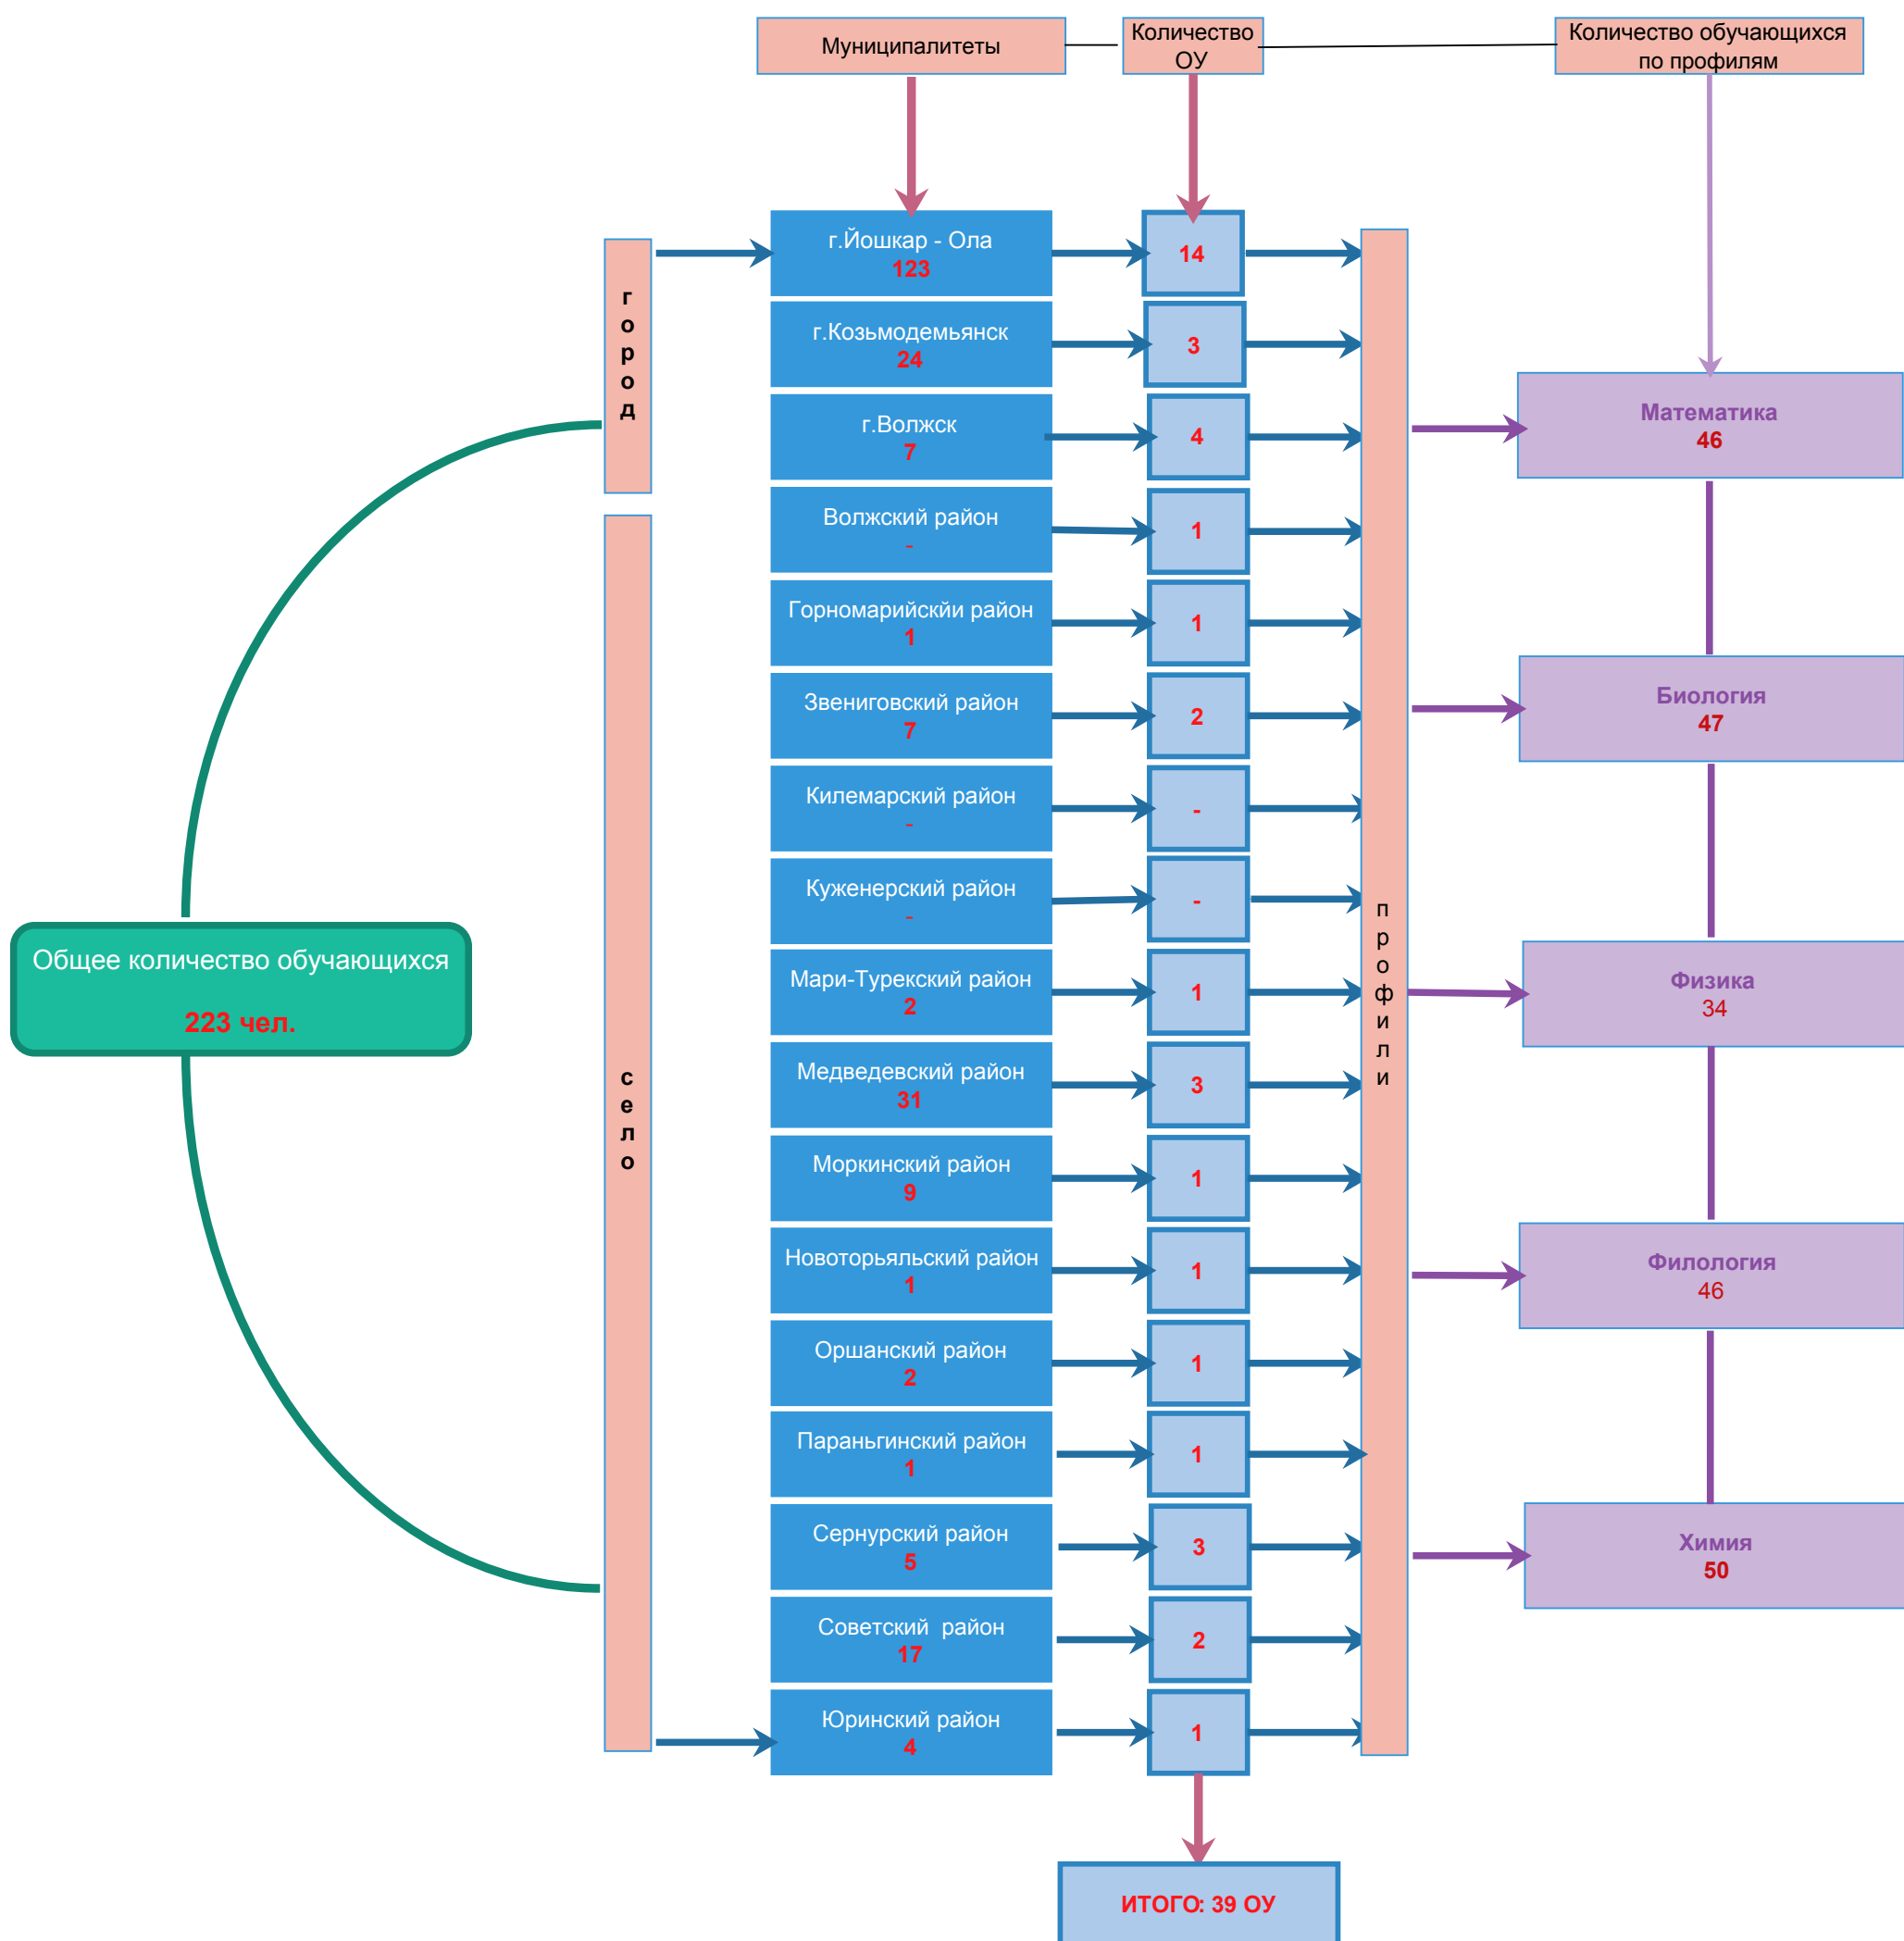 Муниципалитеты
Количество
ОУ
Количество обучающихся
по профилям
город
г.Йошкар - Ола
123
14
г.Козьмодемьянск
24
3
г.Волжск
7
4
Математика
46
село
Волжский район
-
1
Горномарийскйи район
1
1
Звениговский район
7
2
Биология
47
Килемарский район
-
-
Куженерский район
-
-
профили
Общее количество обучающихся
223 чел.
Мари-Турекский район
2
1
Физика
34
Медведевский район
31
3
Моркинский район
9
1
Новоторьяльский район
1
1
Филология
46
Оршанский район
2
1
Параньгинский район
1
1
Сернурский район
5
3
Химия
50
Советский  район
17
2
Юринский район
4
1
ИТОГО: 39 ОУ